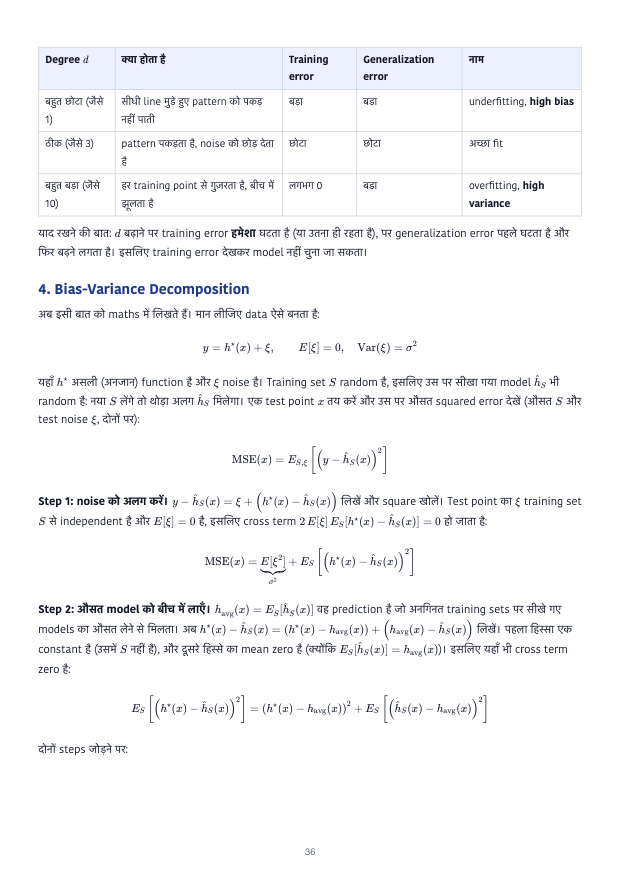 Degree d | क्या होता है | Training error | Generalization error | नाम
बहुत छोटा (जैसे 1) | सीधी line मुड़े हुए pattern को पकड़ नहीं पाती | बड़ा | बड़ा | underfitting, high bias
ठीक (जैसे 3) | pattern पकड़ता है, noise को छोड़ देता है | छोटा | छोटा | अच्छा fit
बहुत बड़ा (जैसे 10) | हर training point से गुज़रता है, बीच में झूलता है | लगभग 0 | बड़ा | overfitting, high variance
याद रखने की बात: d बढ़ाने पर training error हमेशा घटता है (या उतना ही रहता है), पर generalization error पहले घटता है और
फिर बढ़ने लगता है। इसलिए training error देखकर model नहीं चुना जा सकता।
4. Bias-Variance Decomposition
अब इसी बात को maths में लिखते हैं। मान लीजिए data ऐसे बनता है:
y = h⋆(x) + ξ, E[ξ] = 0, Var(ξ) = σ²
यहाँ h⋆ असली (अनजान) function है और ξ noise है। Training set S random है, इसलिए उस पर सीखा गया model ĥ_S भी
random है: नया S लेंगे तो थोड़ा अलग ĥ_S मिलेगा। एक test point x तय करें और उस पर औसत squared error देखें (औसत S और
test noise ξ, दोनों पर):
MSE(x) = E_{S,ξ} [(y − ĥ_S(x))²]
Step 1: noise को अलग करें। y − ĥ_S(x) = ξ + (h⋆(x) − ĥ_S(x)) लिखें और square खोलें। Test point का ξ training set
S से independent है और E[ξ] = 0 है, इसलिए cross term 2 E[ξ] E_S[h⋆(x) − ĥ_S(x)] = 0 हो जाता है:
MSE(x) = E[ξ²] + E_S [(h⋆(x) − ĥ_S(x))²]
σ²
Step 2: औसत model को बीच में लाएँ। h_avg(x) = E_S[ĥ_S(x)] वह prediction है जो अनगिनत training sets पर सीखे गए
models का औसत लेने से मिलता। अब h⋆(x) − ĥ_S(x) = (h⋆(x) − h_avg(x)) + (h_avg(x) − ĥ_S(x)) लिखें। पहला हिस्सा एक
constant है (उसमें S नहीं है), और दूसरे हिस्से का mean zero है (क्योंकि E_S[ĥ_S(x)] = h_avg(x))। इसलिए यहाँ भी cross term
zero है:
E_S [(h⋆(x) − ĥ_S(x))²] = (h⋆(x) − h_avg(x))² + E_S [(ĥ_S(x) − h_avg(x))²]
दोनों steps जोड़ने पर:
36